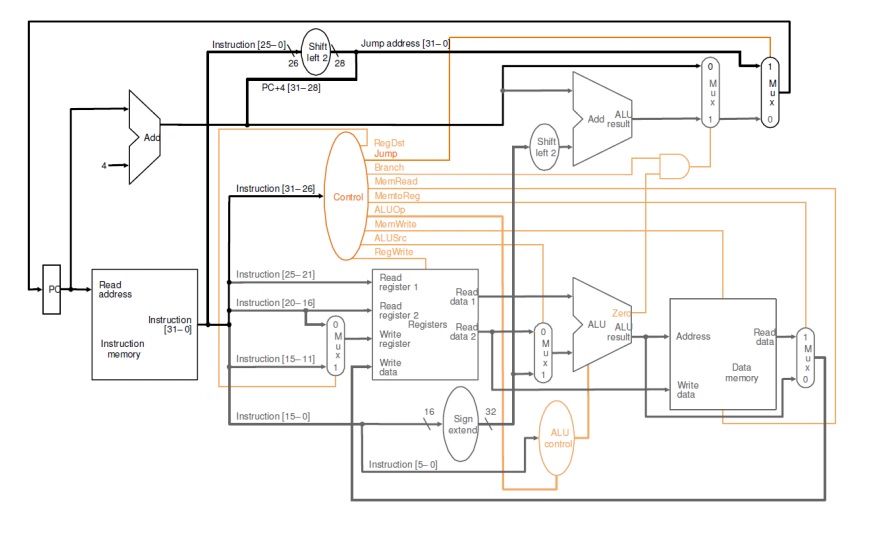 Instruction [25–0]
Shift
left 2
Jump address [31–0]
26
28
PC+4 [31–28]
Add
4
0
M
u
x
1
1
M
u
x
0
Add
ALU
result
Shift
left 2
RegDst
Jump
Branch
MemRead
MemtoReg
ALUOp
MemWrite
ALUSrc
RegWrite
Control
Instruction [31–26]
PC
Read
address
Instruction
[31–0]
Instruction
memory
Instruction [25–21]
Instruction [20–16]
Instruction [15–11]
0
M
u
x
1
Read
register 1
Read
register 2
Write
register
Write
data
Registers
Read
data 1
Read
data 2
0
M
u
x
1
Zero
ALU
ALU
result
Address
Read
data
Data
memory
Write
data
1
M
u
x
0
Instruction [15–0]
16
Sign
extend
32
ALU
control
Instruction [5–0]